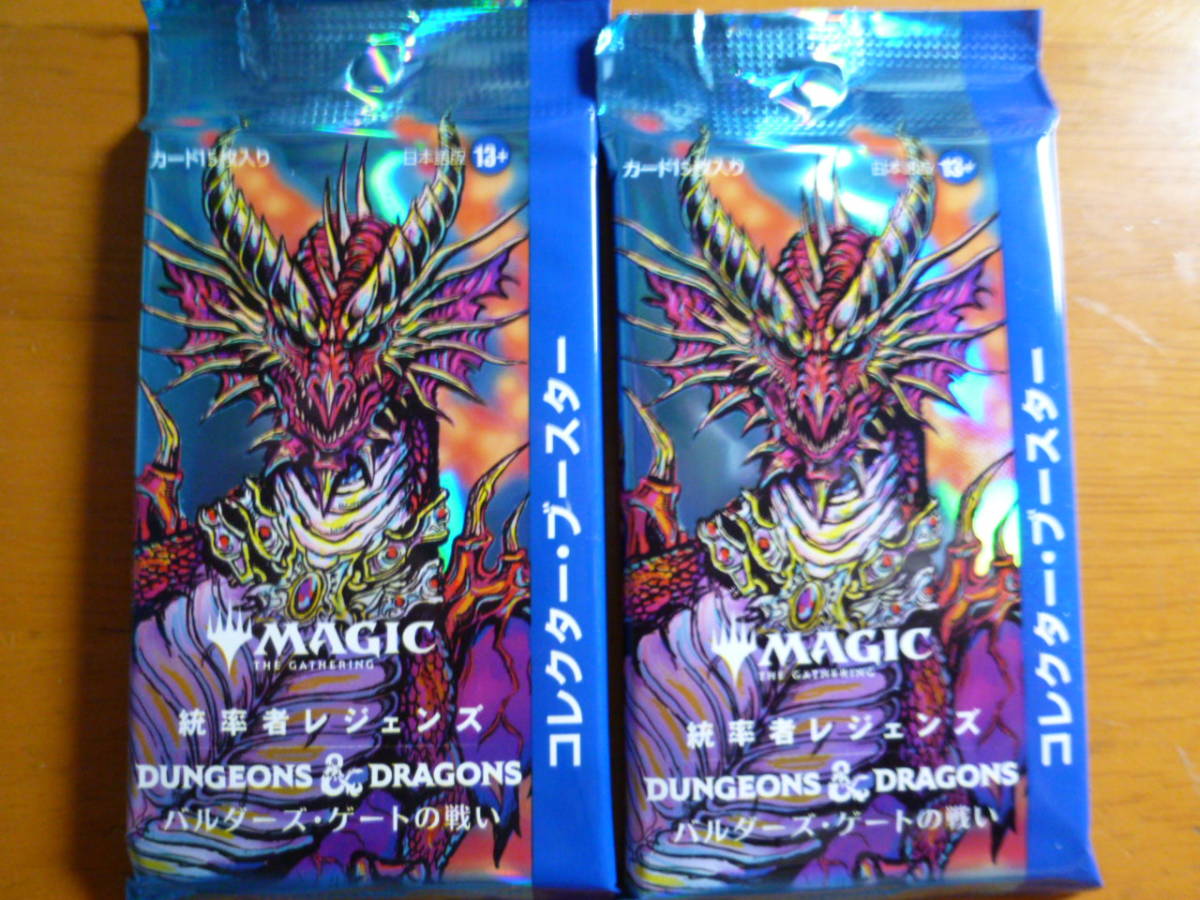 カード15枚入り
日本語版 13+
コレクター・ブースター
MAGIC
THE GATHERING
統率者レジェンズ
DUNGEONS & DRAGONS
バルダーズ・ゲートの戦い
カード15枚入り
日本語版 13+
コレクター・ブースター
MAGIC
THE GATHERING
統率者レジェンズ
DUNGEONS & DRAGONS
バルダーズ・ゲートの戦い